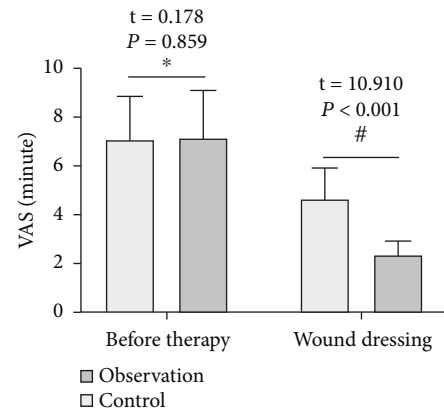 t = 0.178
P = 0.859
*
t = 10.910
P < 0.001
#
VAS (minute)
10
8
6
4
2
0
Before therapy
Wound dressing
Observation
Control